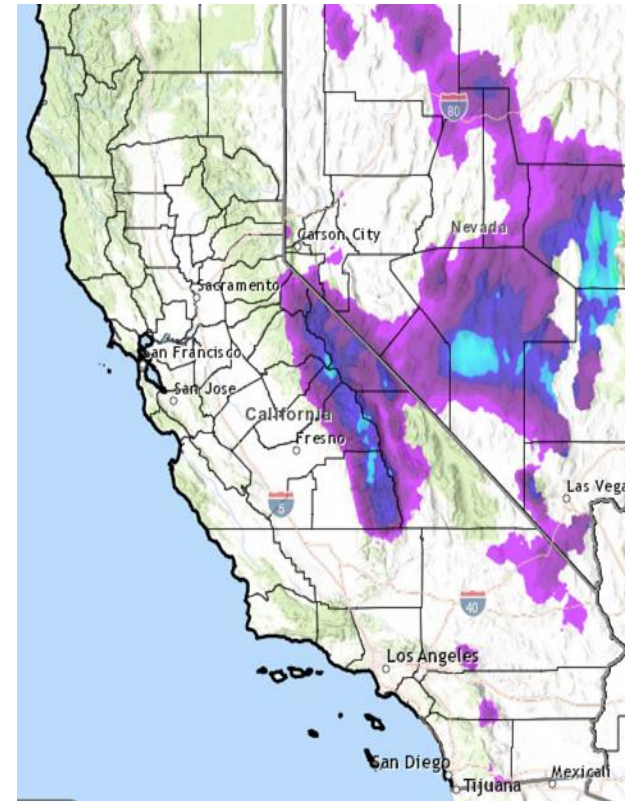 80
Nevada
Carson City
Sacramento
San Francisco
San Jose
California
Fresno
5
Las Vega
40
Los Angeles
San Diego
Tijuana
Mexicali